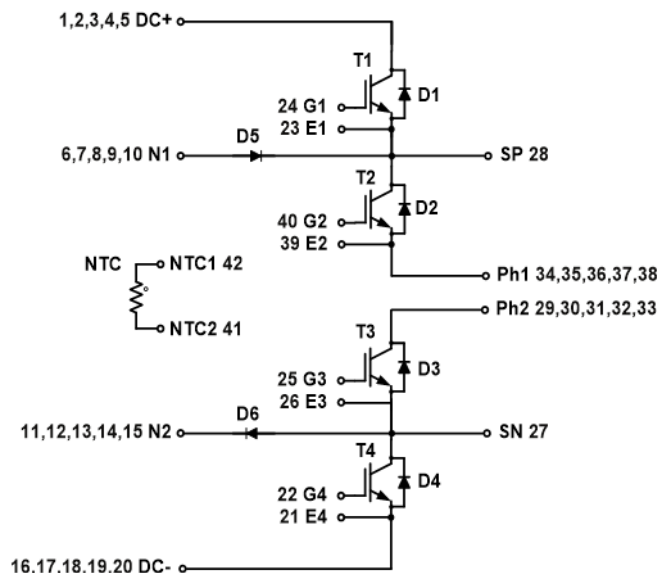 1,2,3,4,5 DC+
T1
D1
24 G1
23 E1
D5
6,7,8,9,10 N1
SP 28
T2
D2
40 G2
39 E2
NTC
NTC1 42
Ph1 34,35,36,37,38
Ph2 29,30,31,32,33
NTC2 41
T3
D3
25 G3
26 E3
D6
11,12,13,14,15 N2
SN 27
T4
D4
22 G4
21 E4
16,17,18,19,20 DC-